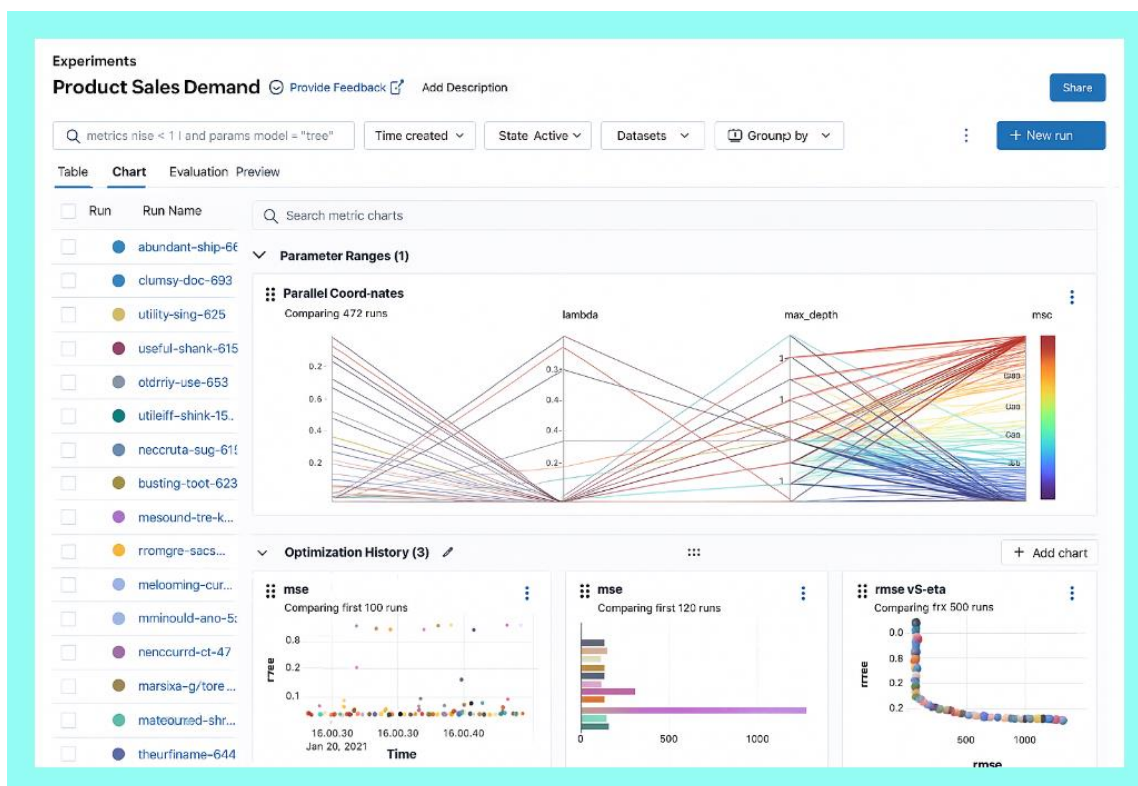 Experiments
Product Sales Demand Provide Feedback Add Description
Share
metrics nise < 1 l and params model = "tree" Time created State Active Datasets Grounp by + New run
Table Chart Evaluation Preview
Run Run Name
Search metric charts
abundant-ship-66
clumsy-doc-693
utility-sing-625
useful-shank-615
otdrriy-use-653
utileiff-shink-15..
neccruta-sug-615
busting-toot-623
mesound-tre-k...
rromgre-sacs...
melooming-cur...
mminould-ano-5:
nenccurrd-ct-47
marsixa-g/tore...
mateoured-shr...
theurfiname-644
Parameter Ranges (1)
Parallel Coord-nates
Comparing 472 runs
lambda max_depth msc
0.2
0.6
0.4
0.2
0.3
0.4
0.4
0.2
1
1
1
Optimization History (3) + Add chart
mse
Comparing first 100 runs
0.8
0.2
0.1
16.00.30 16.00.30 16.00.40
Jan 20, 2021
Time
mse
Comparing first 120 runs
0 500 1000
rmse vS-eta
Comparing frx 500 runs
0.0
0.8
0.2
0.2
500 1000
rmse